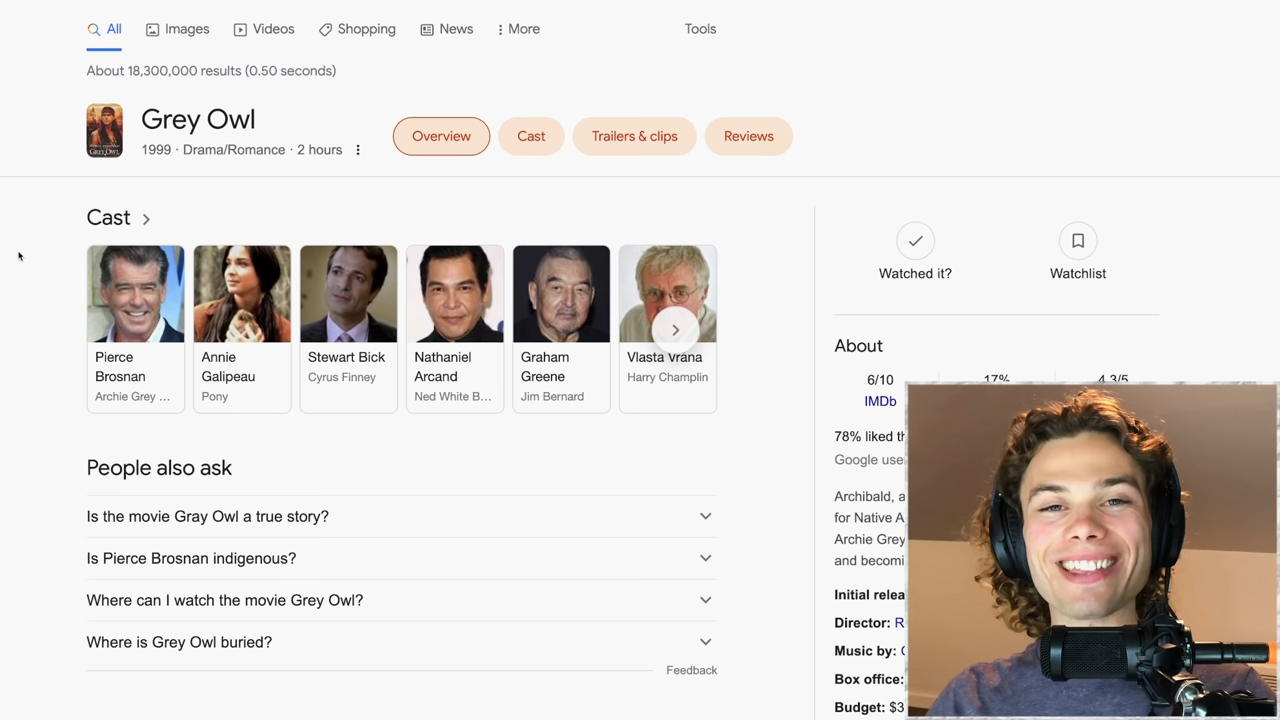 All Images Videos Shopping News More Tools
About 18,300,000 results (0.50 seconds)
Grey Owl
1999 · Drama/Romance · 2 hours
Overview Cast Trailers & clips Reviews
Cast
Pierce Brosnan
Archie Grey ...
Annie Galipeau
Pony
Stewart Bick
Cyrus Finney
Nathaniel Arcand
Ned White B...
Graham Greene
Jim Bernard
Vlasta Vrana
Harry Champlin
People also ask
Is the movie Gray Owl a true story?
Is Pierce Brosnan indigenous?
Where can I watch the movie Grey Owl?
Where is Grey Owl buried?
Feedback
Watched it? Watchlist
About
6/10 17% 4.3/5
IMDb
78% liked th
Google use
Archibald, a
for Native A
Archie Grey
and becomi
Initial relea
Director: R
Music by:
Box office:
Budget: $3